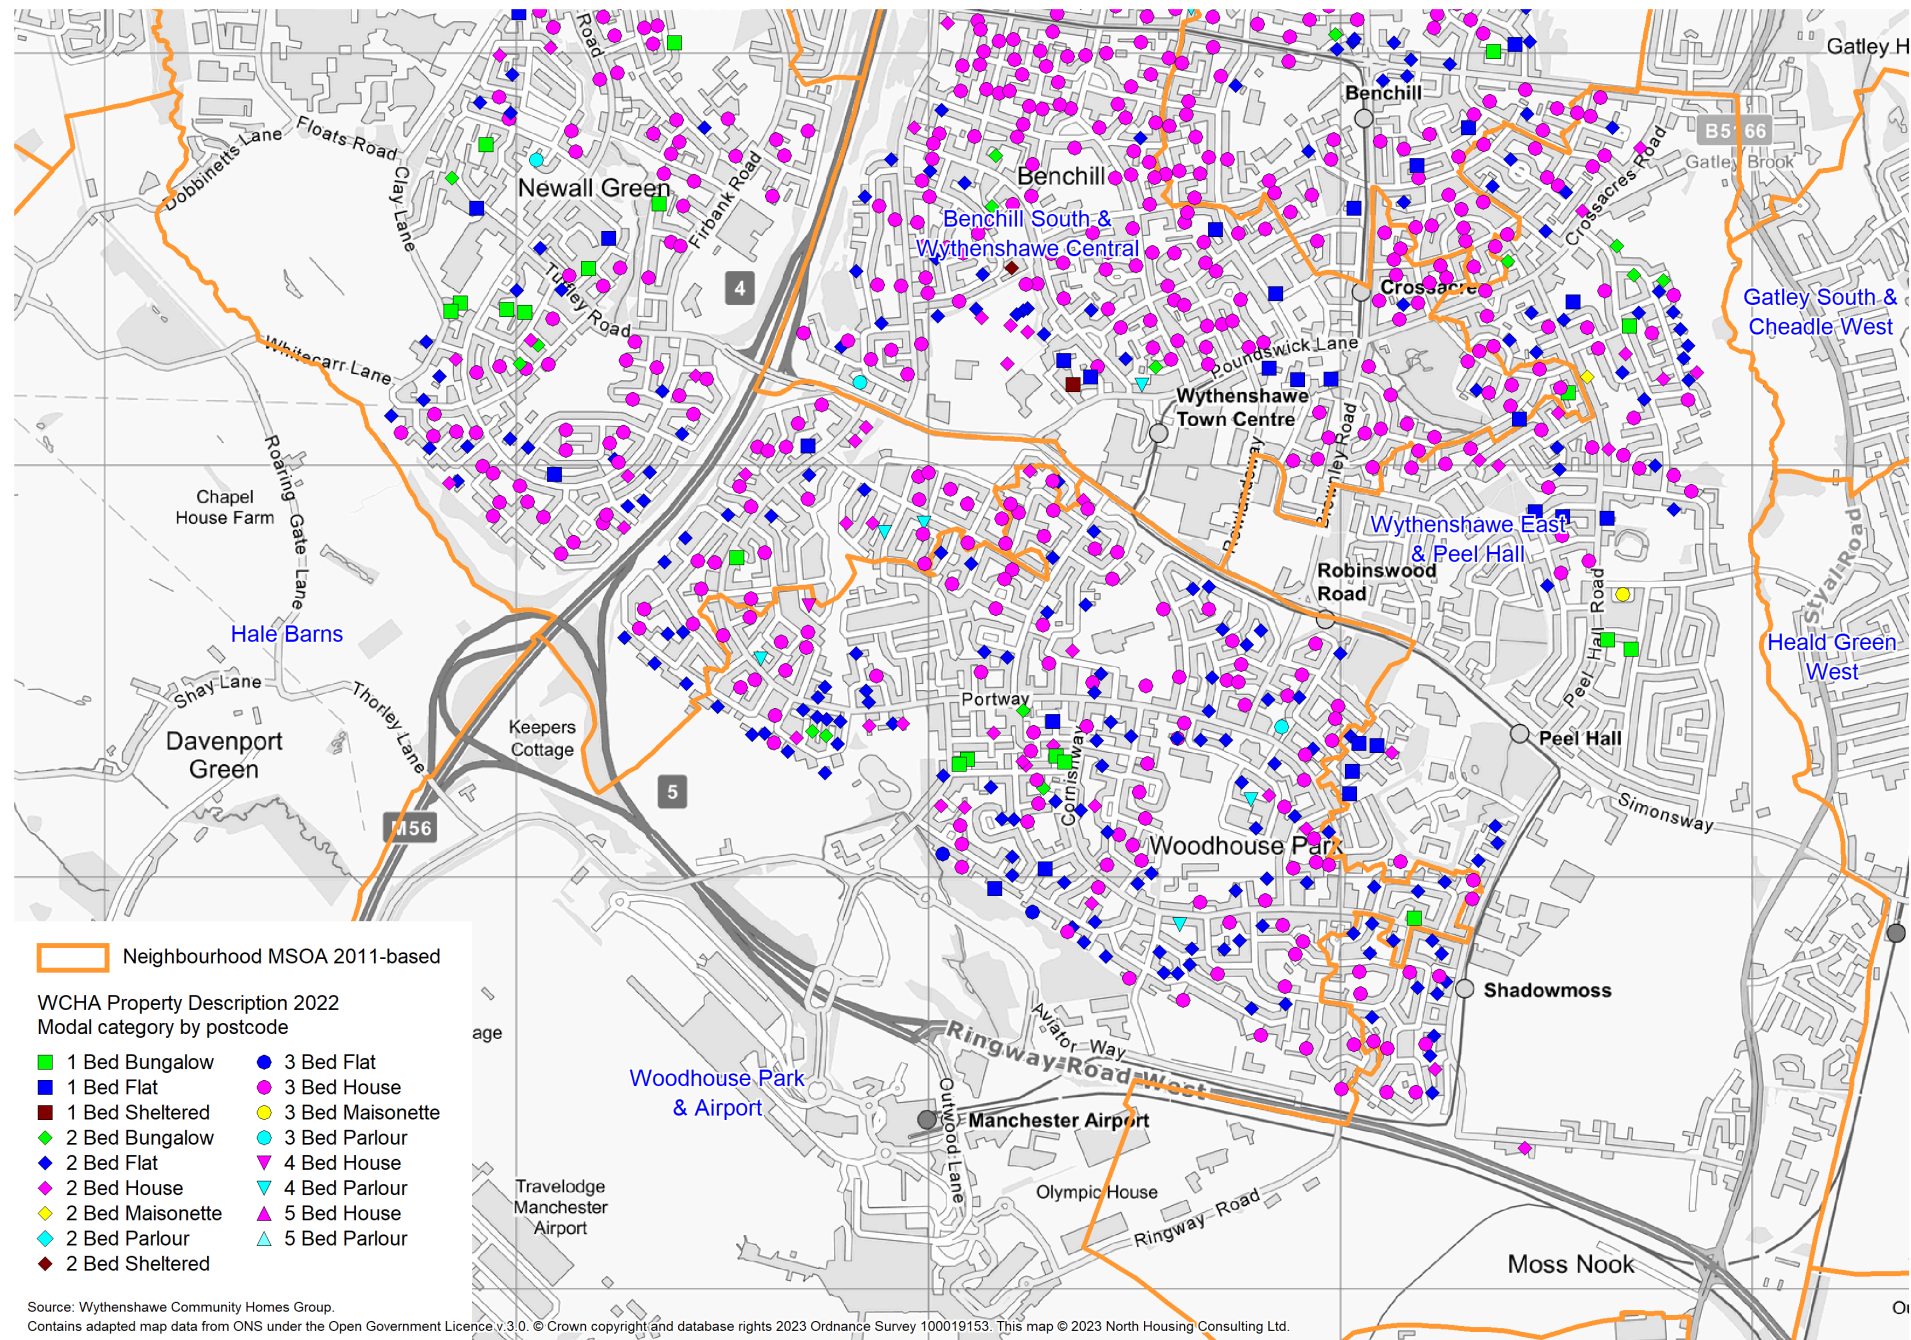 Road
Gatley H
Benchill
B5166
Gatley Brook
Floats Road
Dobbinetts Lane
Clay Lane
Newall Green
Firbank Road
Benchill
Crossacres Road
Benchill South &
Wythenshawe Central
4
Crossacres
Gatley South &
Cheadle West
Tuffley Road
Whitecarr Lane
Poundswick Lane
Wythenshawe
Town Centre
Brownley Road
Roaring Gate Lane
Chapel
House Farm
Wythenshawe East
& Peel Hall
Robinswood
Road
Styal Road
Peel Hall Road
Hale Barns
Heald Green
West
Shay Lane
Thorley Lane
Portway
Keepers
Cottage
Davenport
Green
Cornishway
Peel Hall
5
M56
Simonsway
Woodhouse Park
Shadowmoss
Aviator Way
Ringway Road West
age
Woodhouse Park
& Airport
Outwood Lane
Manchester Airport
Travelodge
Manchester
Airport
Olympic House
Ringway Road
Moss Nook
Neighbourhood MSOA 2011-based
WCHA Property Description 2022
Modal category by postcode
1 Bed Bungalow
1 Bed Flat
1 Bed Sheltered
2 Bed Bungalow
2 Bed Flat
2 Bed House
2 Bed Maisonette
2 Bed Parlour
2 Bed Sheltered
3 Bed Flat
3 Bed House
3 Bed Maisonette
3 Bed Parlour
4 Bed House
4 Bed Parlour
5 Bed House
5 Bed Parlour
Source: Wythenshawe Community Homes Group.
Contains adapted map data from ONS under the Open Government Licence v.3.0. © Crown copyright and database rights 2023 Ordnance Survey 100019153. This map © 2023 North Housing Consulting Ltd.